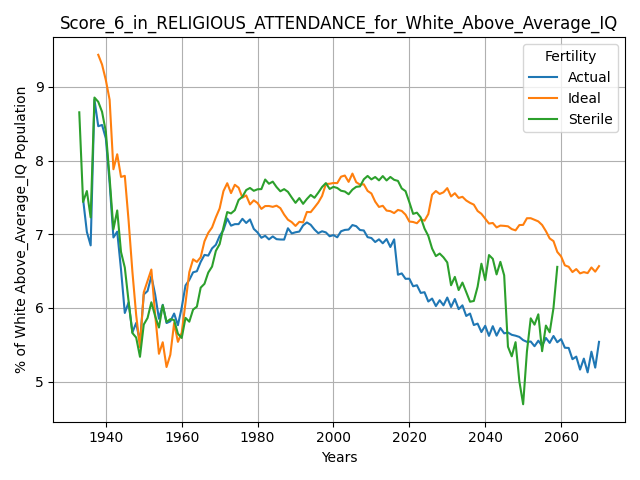 Score_6_in_RELIGIOUS_ATTENDANCE_for_White_Above_Average_IQ
Fertility
Actual
Ideal
Sterile
% of White Above_Average_IQ Population
9
8
7
6
5
1940 1960 1980 2000 2020 2040 2060
Years